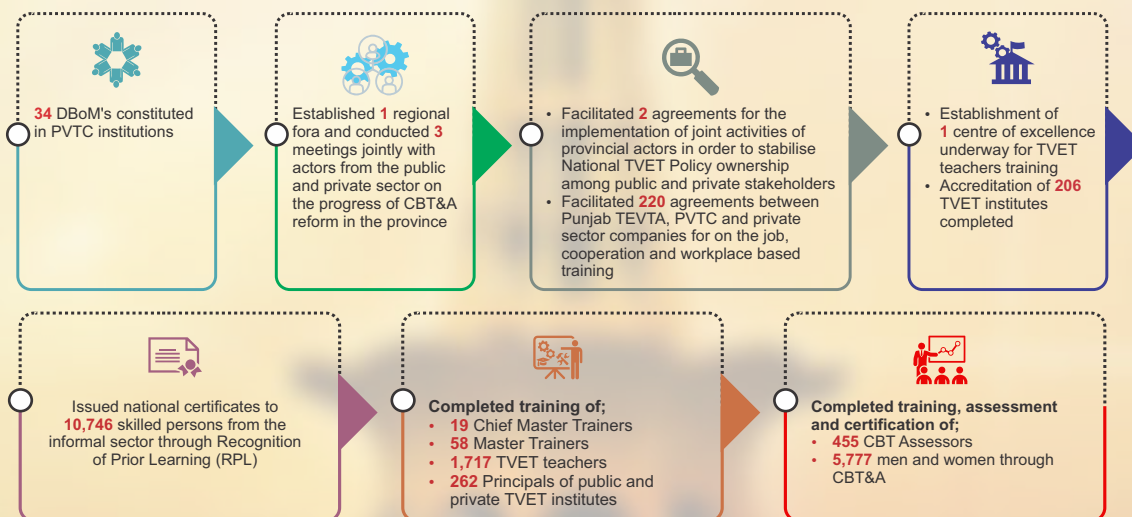 34 DBoM's constituted
in PVTC institutions
Established 1 regional
fora and conducted 3
meetings jointly with
actors from the public
and private sector on
the progress of CBT&A
reform in the province
• Facilitated 2 agreements for the
implementation of joint activities of
provincial actors in order to stabilise
National TVET Policy ownership
among public and private stakeholders
• Facilitated 220 agreements between
Punjab TEVTA, PVTC and private
sector companies for on the job,
cooperation and workplace based
training
• Establishment of
1 centre of excellence
underway for TVET
teachers training
• Accreditation of 206
TVET institutes
completed
Issued national certificates to
10,746 skilled persons from the
informal sector through Recognition
of Prior Learning (RPL)
Completed training of;
• 19 Chief Master Trainers
• 58 Master Trainers
• 1,717 TVET teachers
• 262 Principals of public and
private TVET institutes
Completed training, assessment
and certification of;
• 455 CBT Assessors
• 5,777 men and women through
CBT&A